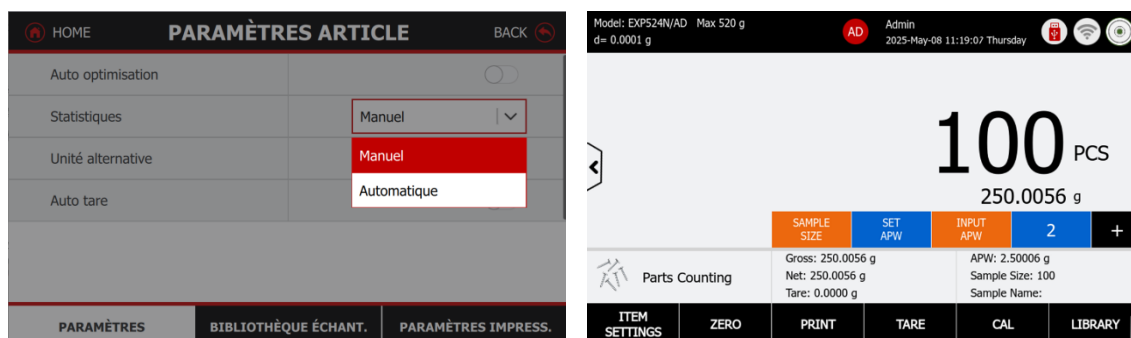 HOME PARAMÈTRES ARTICLE BACK
Auto optimisation
Statistiques Manuel
Manuel
Unité alternative
Automatique
Auto tare
PARAMÈTRES BIBLIOTHÈQUE ÉCHANT. PARAMÈTRES IMPRESS.
Model: EXP524N/AD Max 520 g
d= 0.0001 g
AD
Admin
2025-May-08 11:19:07 Thursday
100 PCS
250.0056 g
SAMPLE SIZE
SET APW
INPUT APW
2
+
Parts Counting
Gross: 250.0056 g
Net: 250.0056 g
Tare: 0.0000 g
APW: 2.50006 g
Sample Size: 100
Sample Name:
ITEM SETTINGS
ZERO
PRINT
TARE
CAL
LIBRARY